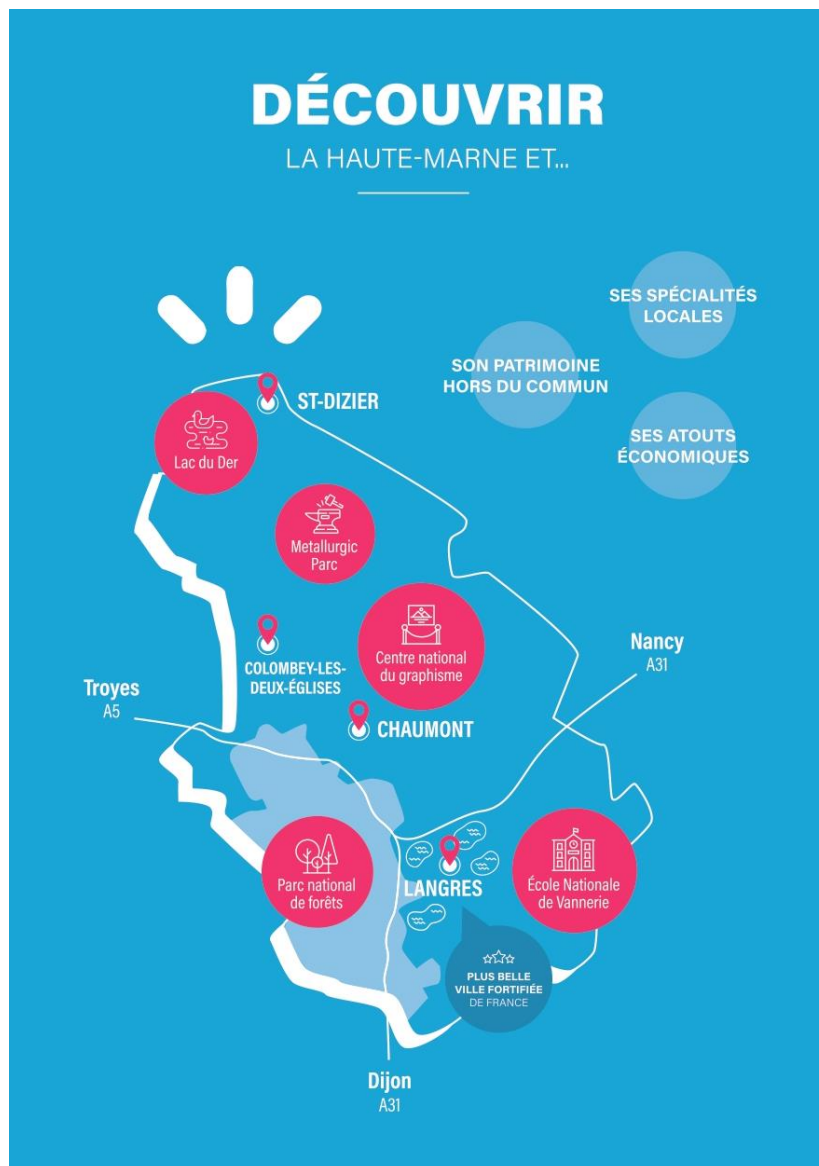 DÉCOUVRIR
LA HAUTE-MARNE ET...
SES SPÉCIALITÉS
LOCALES
SON PATRIMOINE
HORS DU COMMUN
SES ATOUTS
ÉCONOMIQUES
ST-DIZIER
Lac du Der
Metallurgic
Parc
Centre national
du graphisme
Nancy
A31
COLOMBEY-LES-
DEUX-ÉGLISES
Troyes
A5
CHAUMONT
Parc national
de forêts
LANGRES
École Nationale
de Vannerie
PLUS BELLE
VILLE FORTIFIÉE
DE FRANCE
Dijon
A31